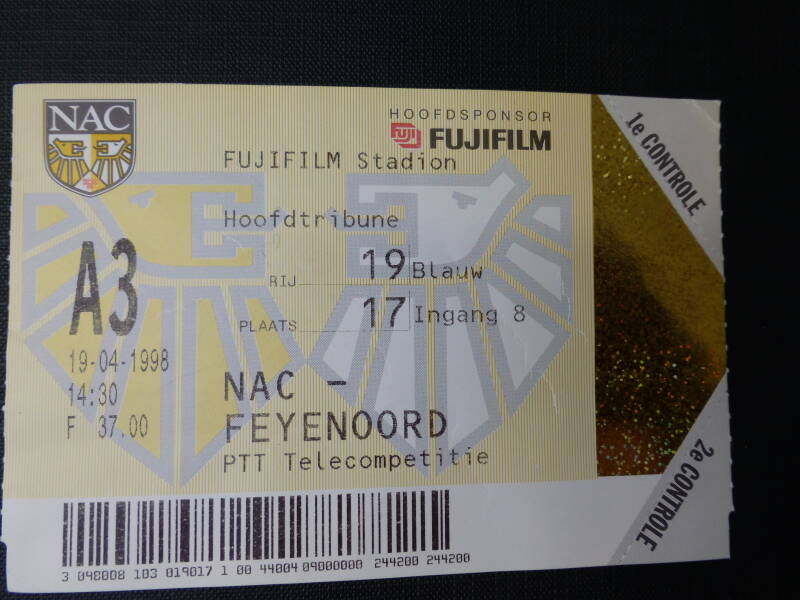 NAC
HOOFDSPONSOR
FUJI FUJIFILM
FUJIFILM Stadion
Hoofdtribune
A3
RIJ 19 Blauw
PLAATS 17 Ingang 8
19-04-1998
14:30
F 37.00
NAC -
FEYENOORD
PTT Telecompetitie
1e CONTROLE
2e CONTROLE
3 048008 103 019017 1 00 44004 09000000 244200 244200